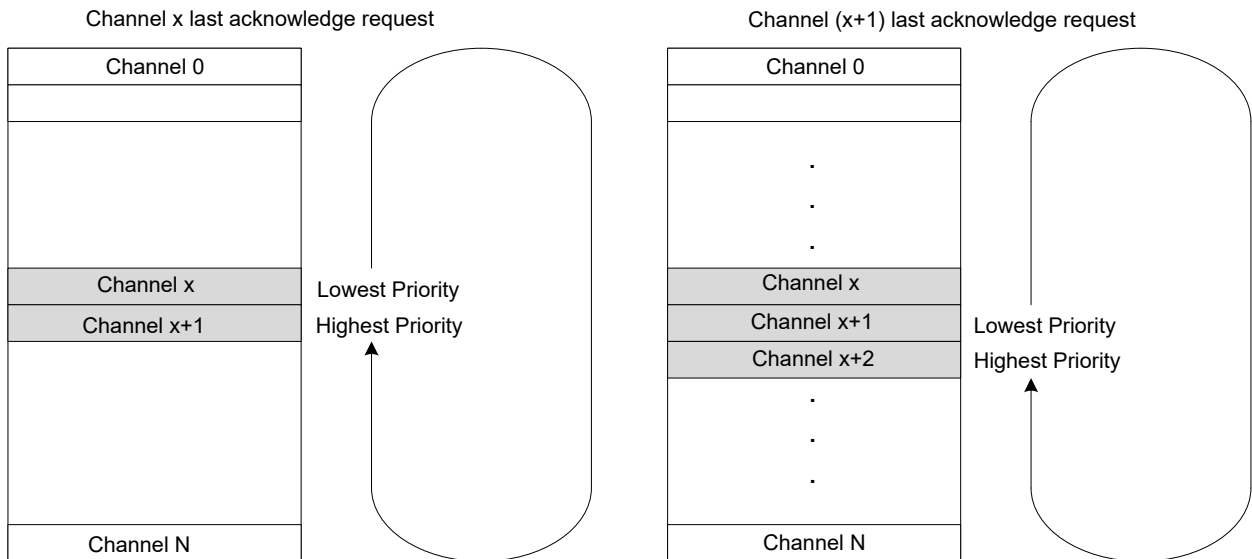 Channel x last acknowledge request
Channel 0
Channel x
Lowest Priority
Channel x+1
Highest Priority
Channel N
Channel (x+1) last acknowledge request
Channel 0
.
.
.
Channel x
Channel x+1
Lowest Priority
Channel x+2
Highest Priority
.
.
.
Channel N